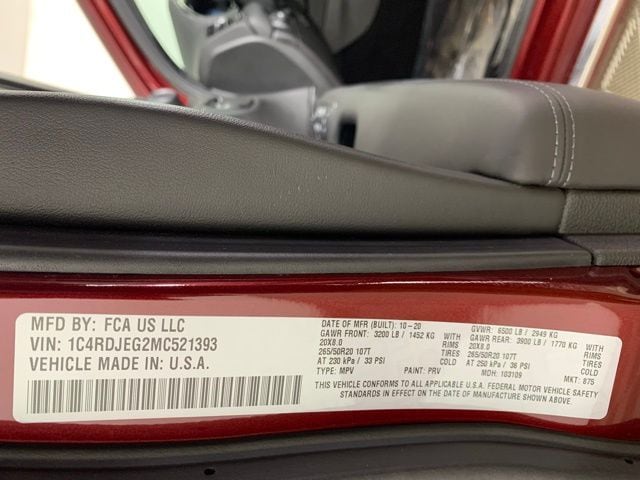 MFD BY: FCA US LLC
VIN: 1C4RDJEG2MC521393
VEHICLE MADE IN: U.S.A.
DATE OF MFR (BUILT): 10-20 GVWR: 6500 LB / 2949 KG
GAWR FRONT: 3200 LB / 1452 KG GAWR REAR: 3900 LB / 1770 KG
20X8.0 RIMS 20X8.0 RIMS
265/50R20 107T TIRES 265/50R20 107T TIRES
AT 230 kPa / 33 PSI COLD AT 250 kPa / 36 PSI COLD
TYPE: MPV PAINT: PRV MDH: 103109 MKT: 875
THIS VEHICLE CONFORMS TO ALL APPLICABLE U.S.A. FEDERAL MOTOR VEHICLE SAFETY
STANDARDS IN EFFECT ON THE DATE OF MANUFACTURE SHOWN ABOVE.